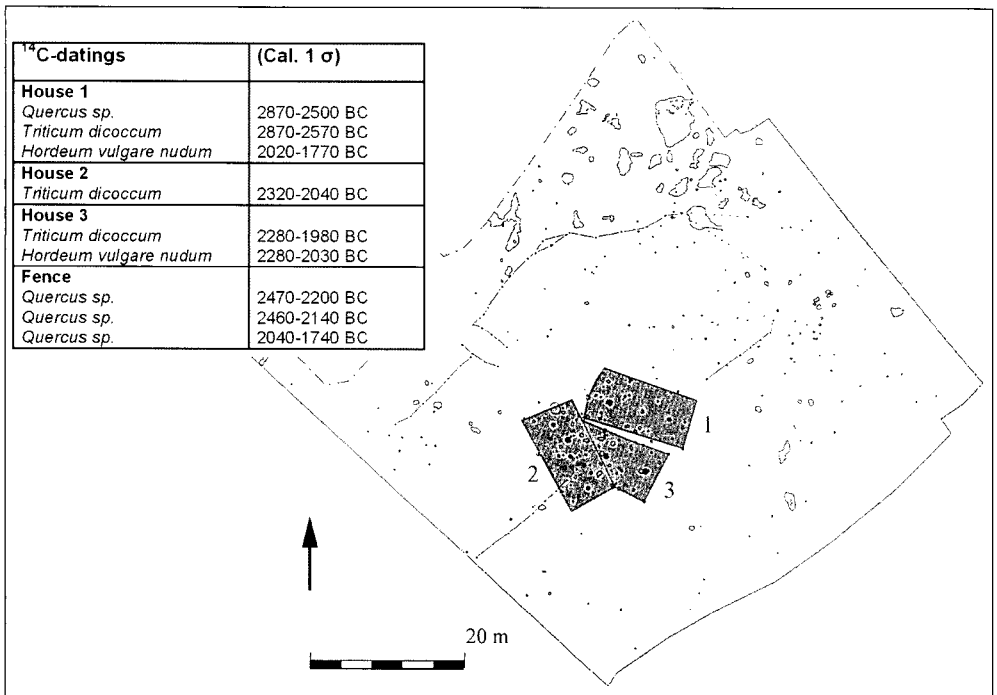 ¹⁴C-datings (Cal. 1 σ)
House 1
Quercus sp. 2870-2500 BC
Triticum dicoccum 2870-2570 BC
Hordeum vulgare nudum 2020-1770 BC
House 2
Triticum dicoccum 2320-2040 BC
House 3
Triticum dicoccum 2280-1980 BC
Hordeum vulgare nudum 2280-2030 BC
Fence
Quercus sp. 2470-2200 BC
Quercus sp. 2460-2140 BC
Quercus sp. 2040-1740 BC
1
2
3
20 m